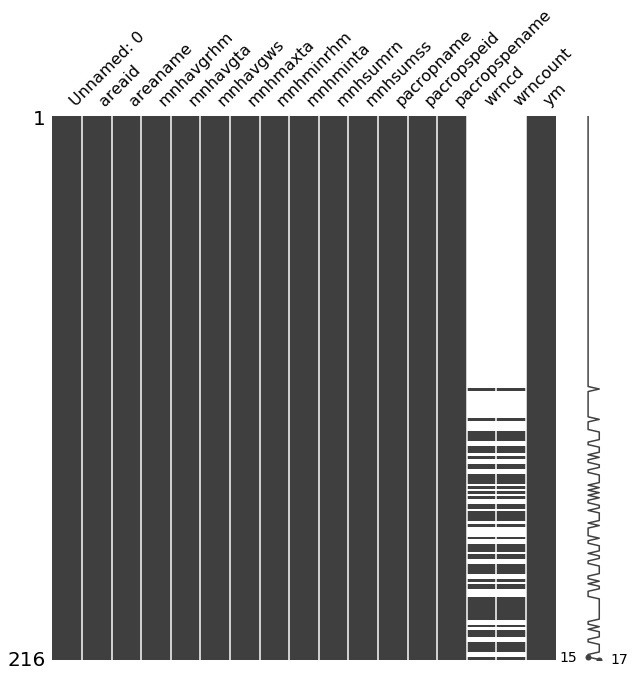 Unnamed: 0
areaid
areaname
mnhavgrhm
mnhavgta
mnhavgws
mnhmaxta
mnhminrhm
mnhminta
mnhsumrn
mnhsumss
pacropname
pacropspeid
pacropspename
wrncd
wrncount
ym
1
216
15
17